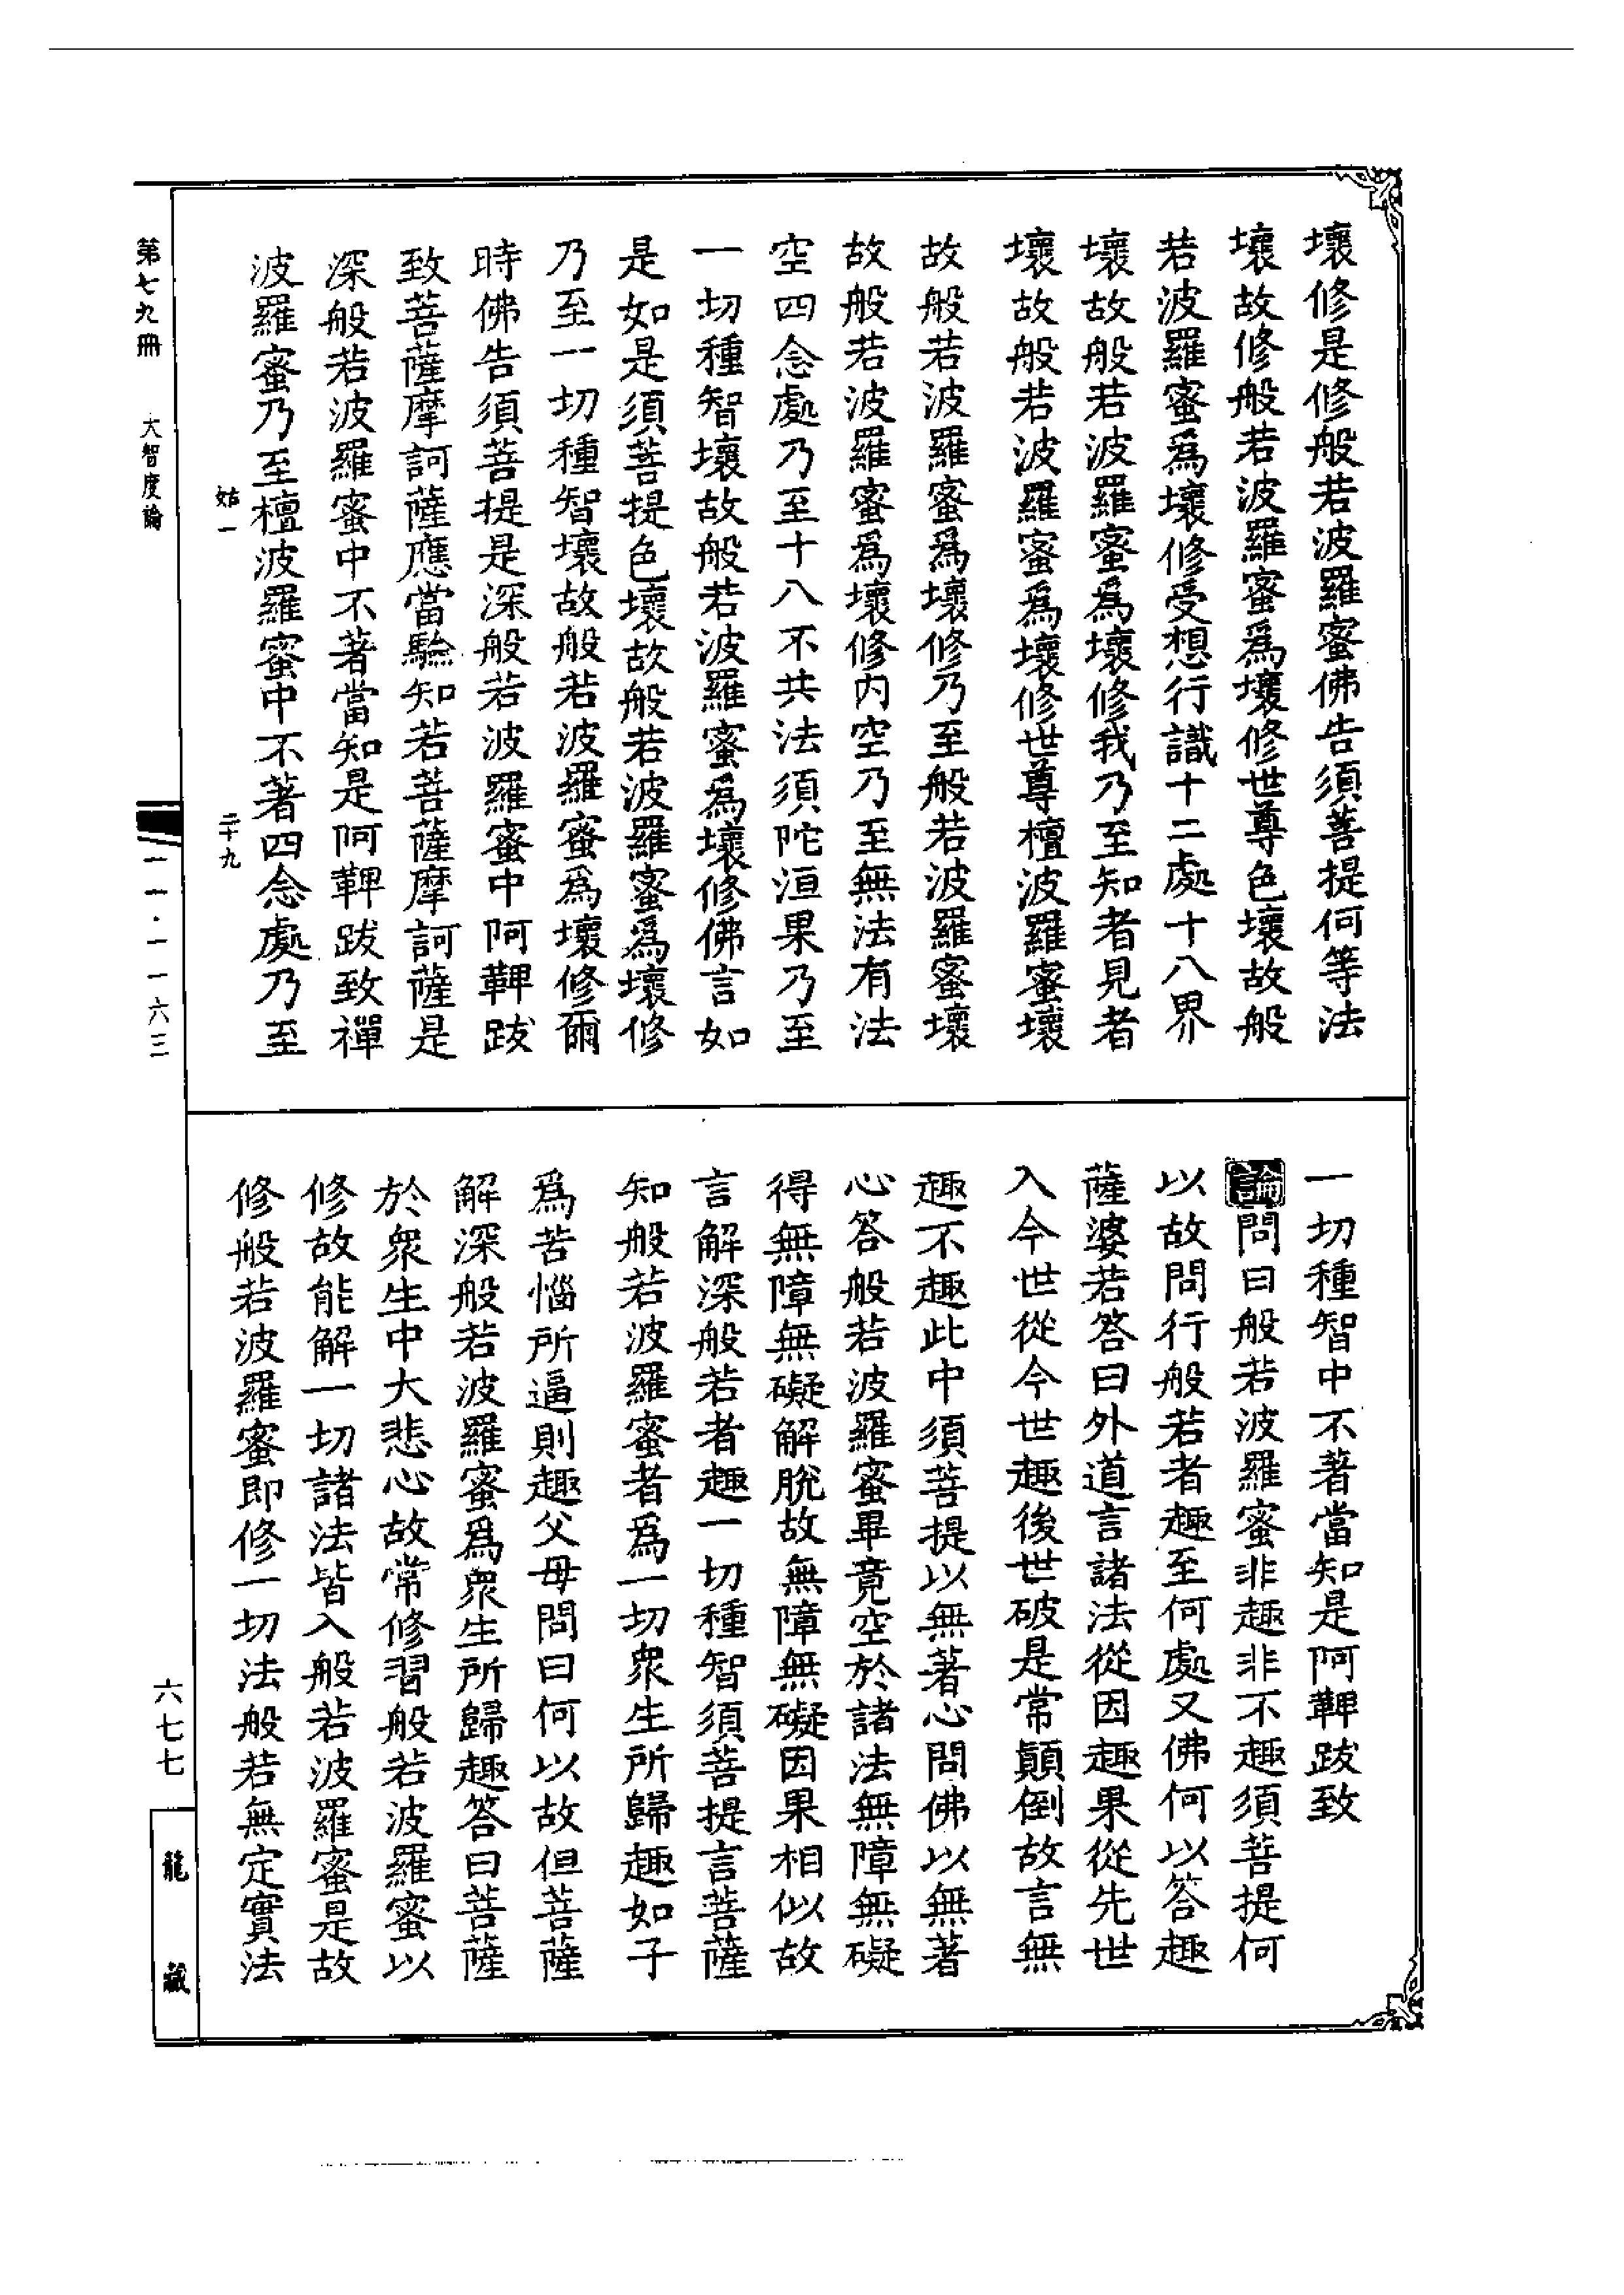 壞修是修般若波羅蜜佛告須菩提何等法
壞故修般若波羅蜜爲壞修世尊色壞故般
若波羅蜜爲壞修受想行識十二處十八界
壞故般若波羅蜜爲壞修我乃至知者見者
壞故般若波羅蜜爲壞修世尊檀波羅蜜壞
故般若波羅蜜爲壞修乃至般若波羅蜜壞
故般若波羅蜜爲壞修內空乃至無法有法
空四念處乃至十八不共法須陀洹果乃至
一切種智壞故般若波羅蜜爲壞修佛言如
是如是須菩提色壞故般若波羅蜜爲壞修
乃至一切種智壞故般若波羅蜜爲壞修爾
時佛告須菩提是深般若波羅蜜中阿鞞跋
致菩薩摩訶薩應當驗知若菩薩摩訶薩是
深般若波羅蜜中不著當知是阿鞞跋致禪
波羅蜜乃至檀波羅蜜中不著四念處乃至
一切種智中不著當知是阿鞞跋致
論問曰般若波羅蜜非趣非不趣須菩提何
以故問行般若者趣至何處又佛何以答趣
薩婆若答曰外道言諸法從因趣果從先世
入今世從今世趣後世破是常顛倒故言無
趣不趣此中須菩提以無著心問佛以無著
心答般若波羅蜜畢竟空於諸法無障無礙
得無障無礙解脫故無障無礙因果相似故
言解深般若者趣一切種智須菩提言菩薩
知般若波羅蜜者爲一切衆生所歸趣如子
爲苦惱所逼則趣父母問曰何以故但菩薩
解深般若波羅蜜爲衆生所歸趣答曰菩薩
於衆生中大悲心故常修習般若波羅蜜以
修故能解一切諸法皆入般若波羅蜜是故
修般若波羅蜜即修一切法般若無定實法
姑一 二十九
第七九冊 大智度論 一一·一一六三 六七七 龍藏